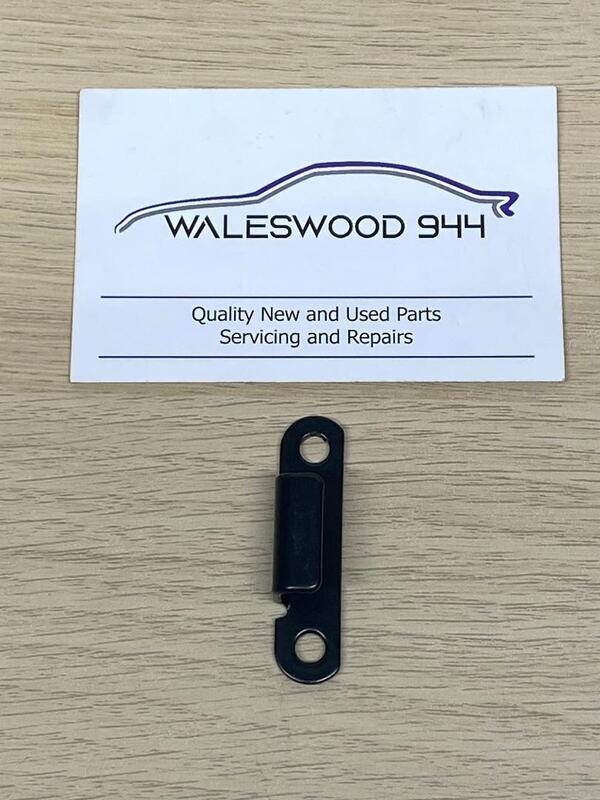 WALESWOOD 944
Quality New and Used Parts
Servicing and Repairs